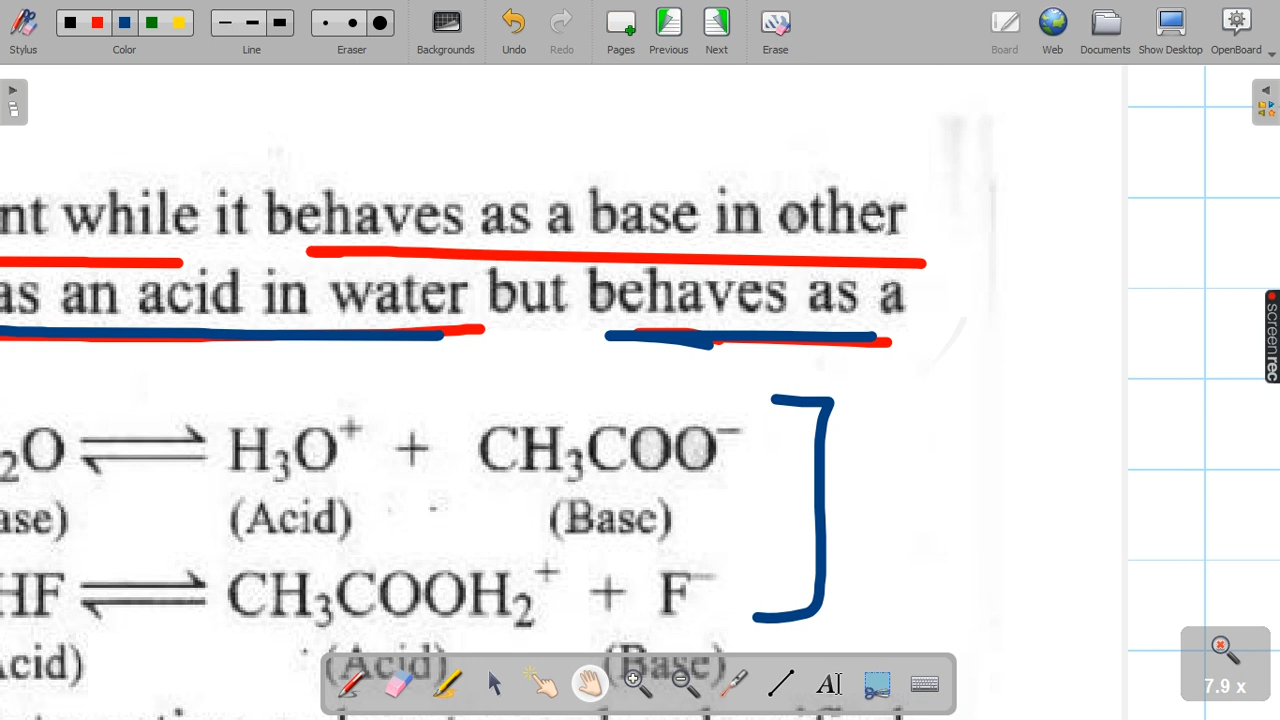 Stylus Color Line Eraser Backgrounds Undo Redo Pages Previous Next Erase Board Web Documents Show Desktop OpenBoard
nt while it behaves as a base in other
as an acid in water but behaves as a
₂O ⇌ H₃O⁺ + CH₃COO⁻
ase) (Acid) (Base)
HF ⇌ CH₃COOH₂⁺ + F⁻
cid) (Acid) (Base)
screenrec
7.9 x